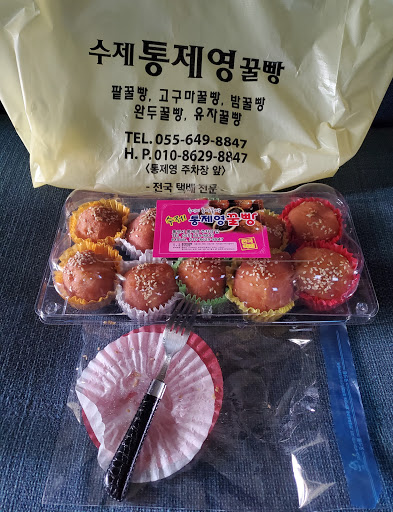 수제 통제영꿀빵
팥꿀빵, 고구마꿀빵, 밤꿀빵
완두꿀빵, 유자꿀빵
TEL. 055-649-8847
H. P. 010-8629-8847
<통제영 주차장 앞>
- 전국 택배 전문 -
통제영꿀빵